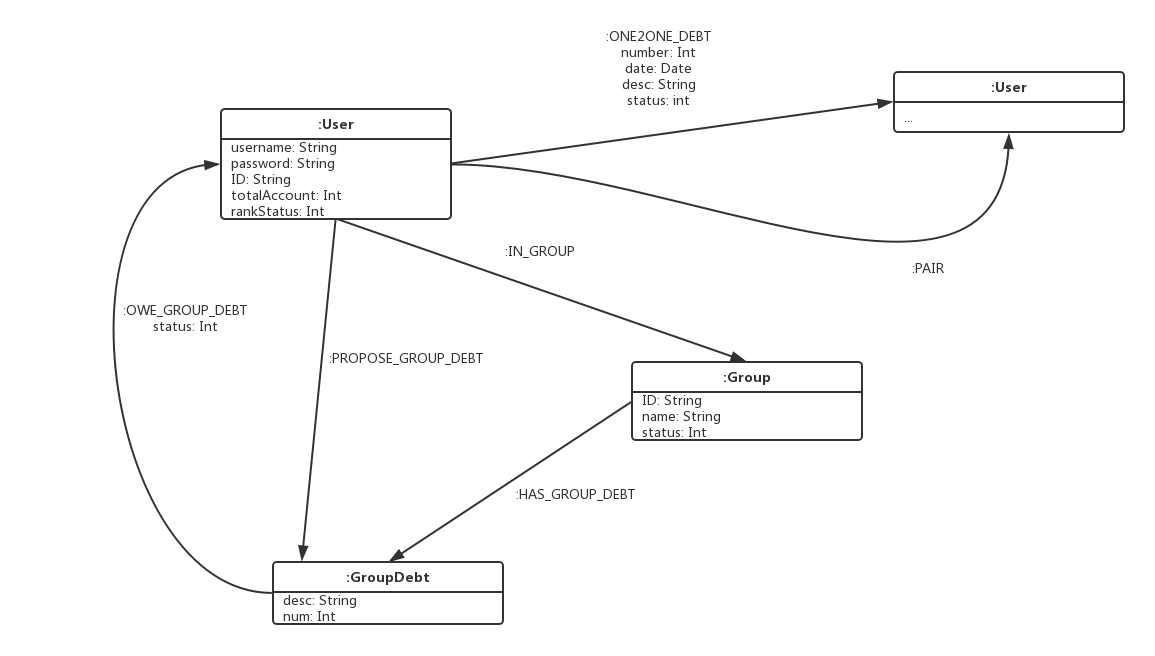 :ONE2ONE_DEBT
number: Int
date: Date
desc: String
status: int
:User
...
:User
username: String
password: String
ID: String
totalAccount: Int
rankStatus: Int
:IN_GROUP
:PAIR
:OWE_GROUP_DEBT
status: Int
:PROPOSE_GROUP_DEBT
:Group
ID: String
name: String
status: Int
:HAS_GROUP_DEBT
:GroupDebt
desc: String
num: Int